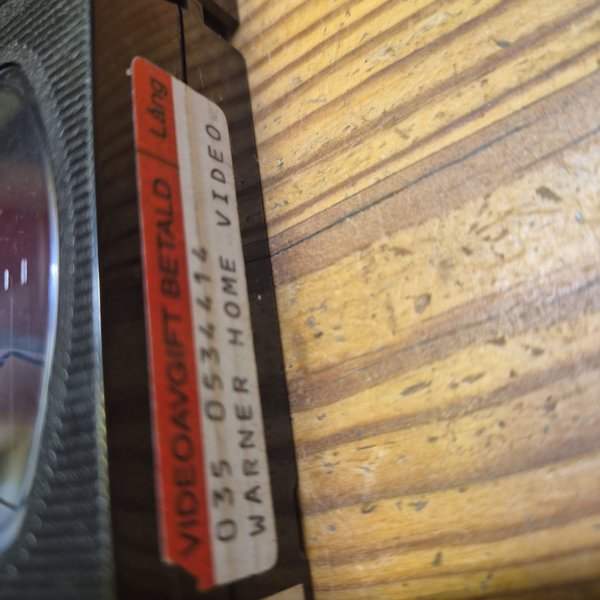 VIDEOAVGIFT BETALD | Lång
035 0534414
WARNER HOME VIDEO